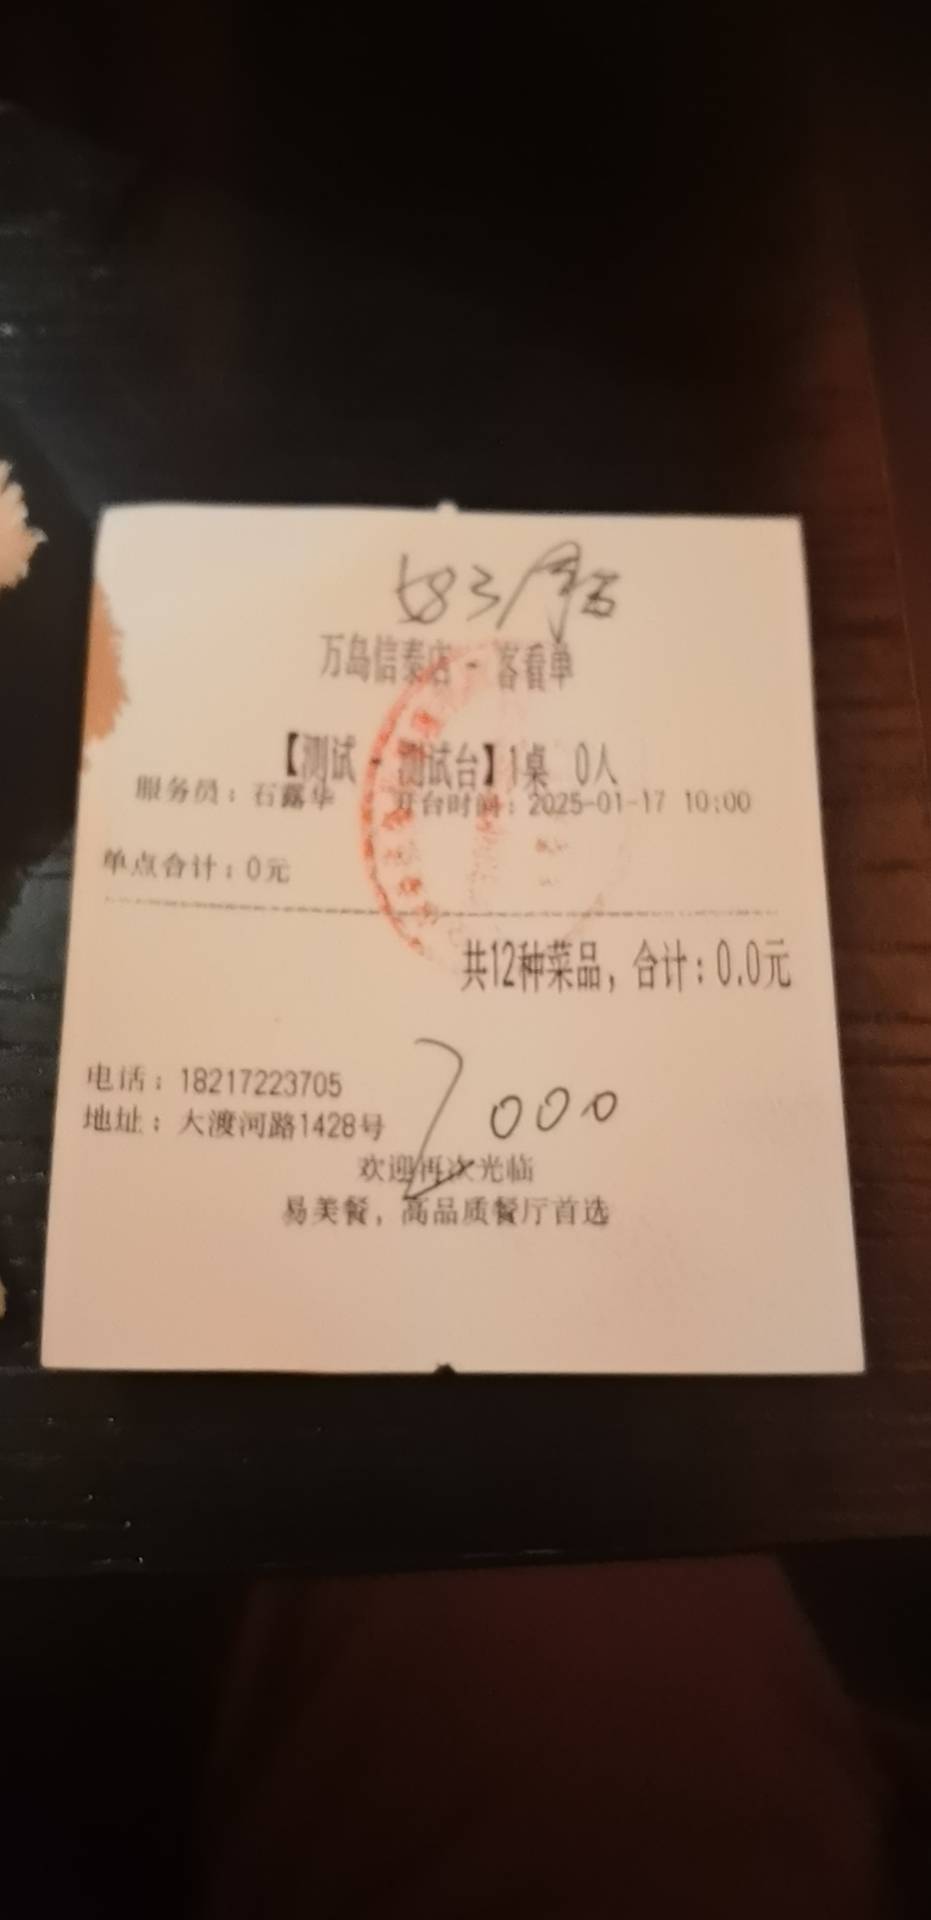 万岛信泰店 - 客看单
【测试 - 测试台】1桌 0人
服务员：石露华 开台时间：2025-01-17 10:00
单点合计：0元
共12种菜品，合计：0.0元
电话：18217223705
地址：大渡河路1428号
000
欢迎再次光临
易美餐，高品质餐厅首选